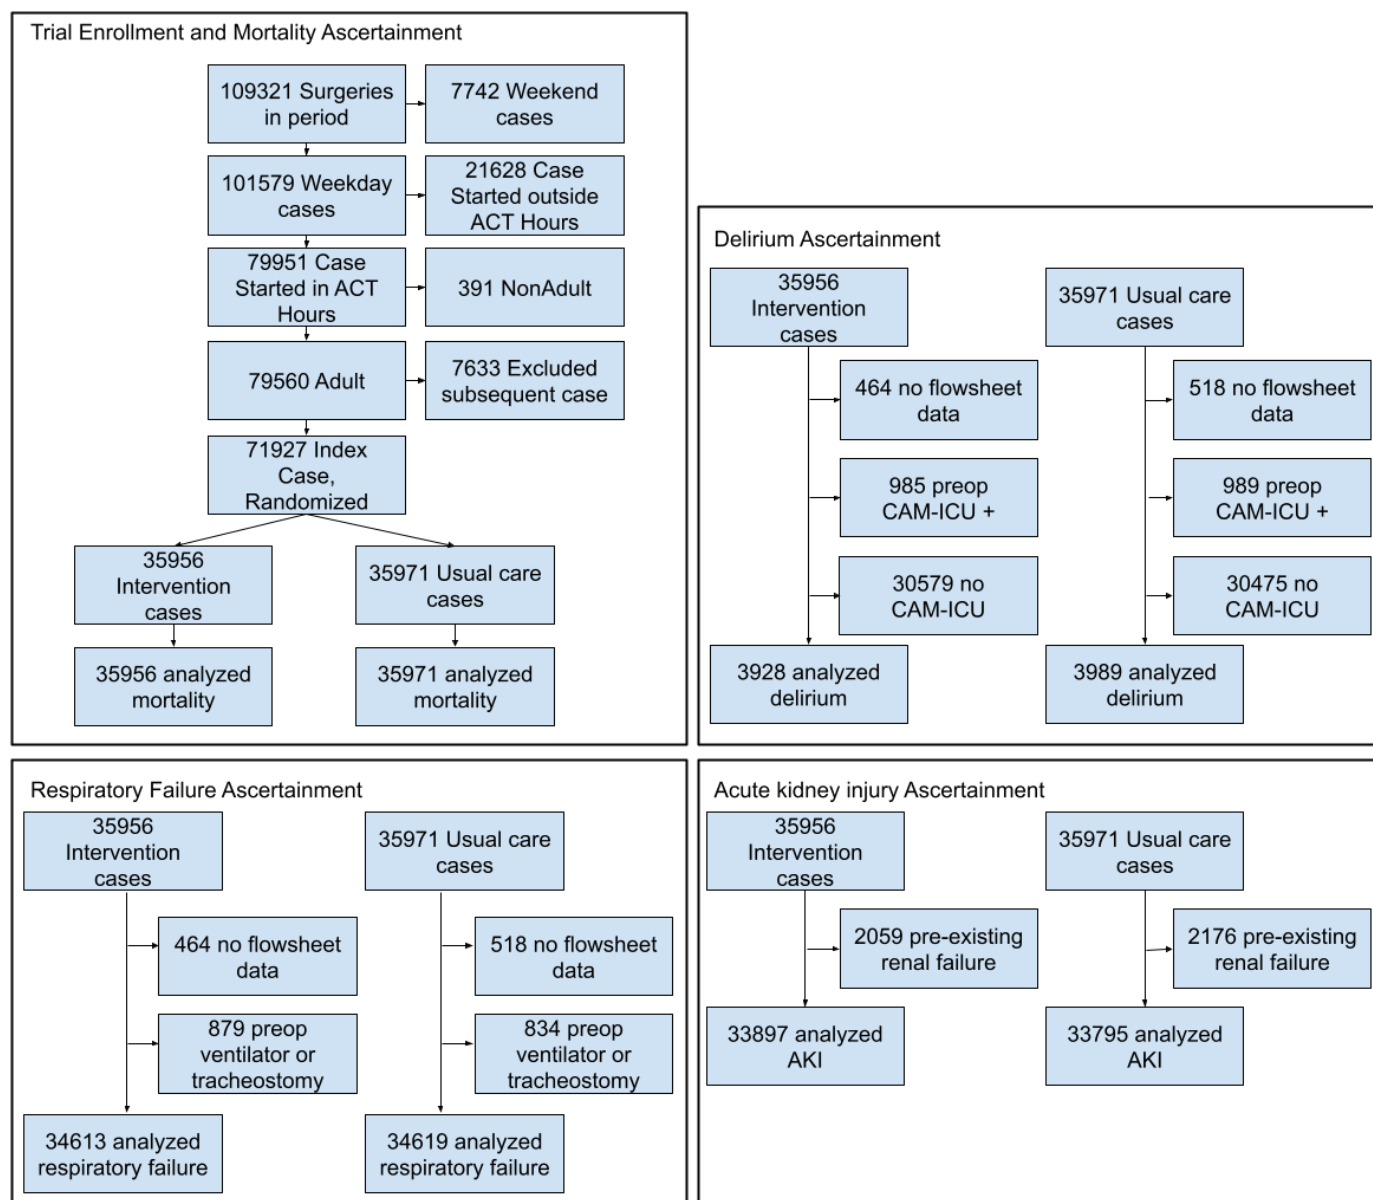 Trial Enrollment and Mortality Ascertainment
109321 Surgeries
in period
7742 Weekend
cases
101579 Weekday
cases
21628 Case
Started outside
ACT Hours
79951 Case
Started in ACT
Hours
391 NonAdult
79560 Adult
7633 Excluded
subsequent case
71927 Index
Case,
Randomized
35956
Intervention
cases
35971 Usual care
cases
35956 analyzed
mortality
35971 analyzed
mortality
Delirium Ascertainment
35956
Intervention
cases
35971 Usual care
cases
464 no flowsheet
data
518 no flowsheet
data
985 preop
CAM-ICU +
989 preop
CAM-ICU +
30579 no
CAM-ICU
30475 no
CAM-ICU
3928 analyzed
delirium
3989 analyzed
delirium
Respiratory Failure Ascertainment
35956
Intervention
cases
35971 Usual care
cases
464 no flowsheet
data
518 no flowsheet
data
879 preop
ventilator or
tracheostomy
834 preop
ventilator or
tracheostomy
34613 analyzed
respiratory failure
34619 analyzed
respiratory failure
Acute kidney injury Ascertainment
35956
Intervention
cases
35971 Usual care
cases
2059 pre-existing
renal failure
2176 pre-existing
renal failure
33897 analyzed
AKI
33795 analyzed
AKI